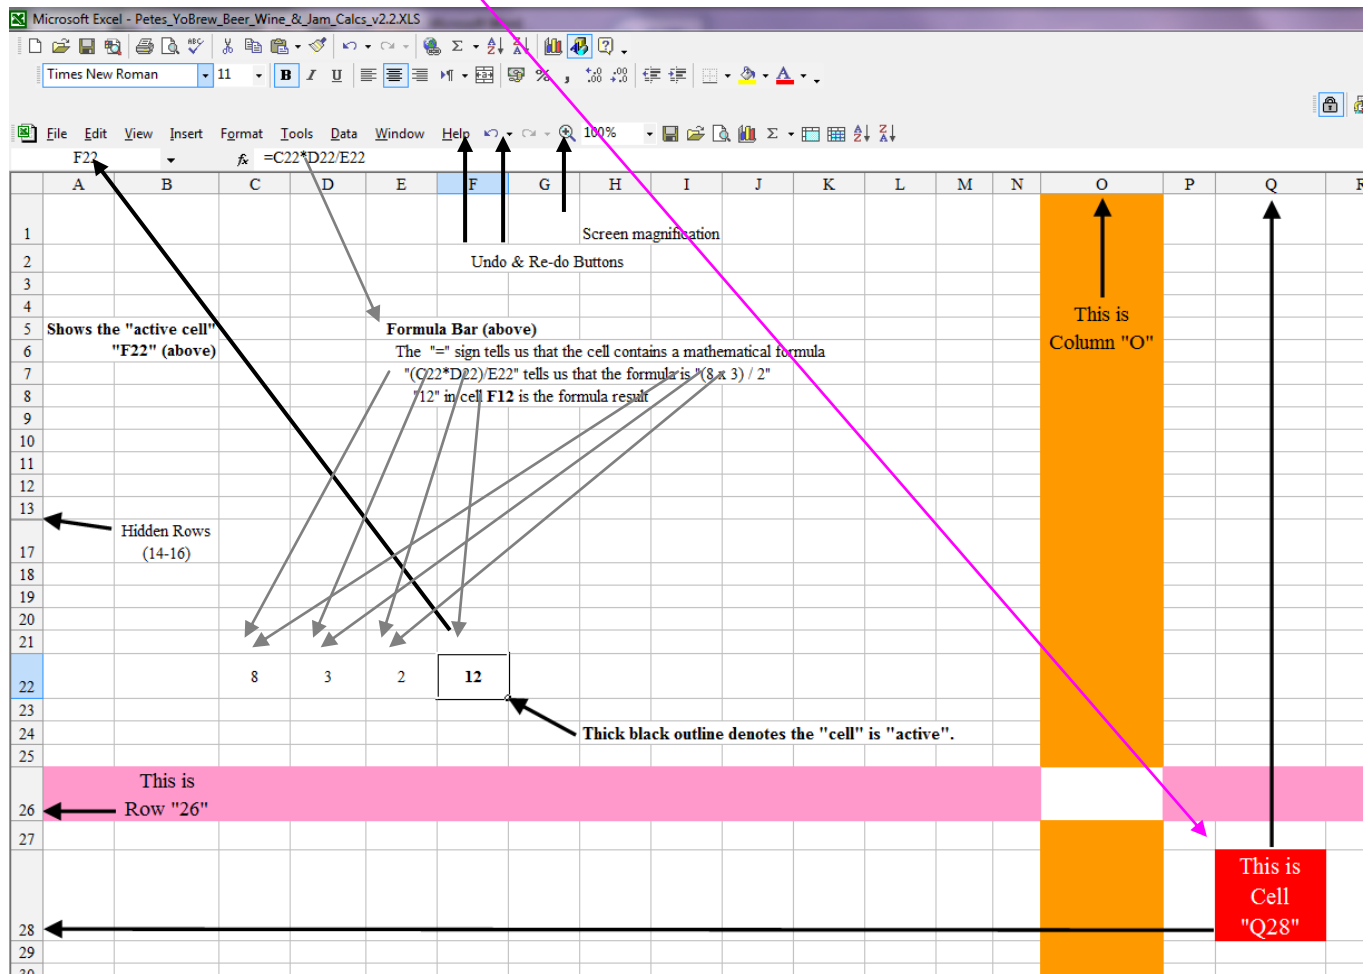 Microsoft Excel - Petes_YoBrew_Beer_Wine_&_Jam_Calcs_v2.2.XLS
Times New Roman 11 B I U
File Edit View Insert Format Tools Data Window Help 100%
F22 fx =C22*D22/E22
A B C D E F G H I J K L M N O P Q R
1 Screen magnification
2 Undo & Re-do Buttons
3
4
This is
5 Shows the "active cell" Formula Bar (above)
Column "O"
6 "F22" (above) The "=" sign tells us that the cell contains a mathematical formula
7 "(C22*D22)/E22" tells us that the formula is "(8 x 3) / 2"
8 "12" in cell F12 is the formula result
9
10
11
12
13
Hidden Rows
17 (14-16)
18
19
20
21
22 8 3 2 12
23
24 Thick black outline denotes the "cell" is "active".
25
This is
26 Row "26"
27
This is
Cell
28 "Q28"
29
30